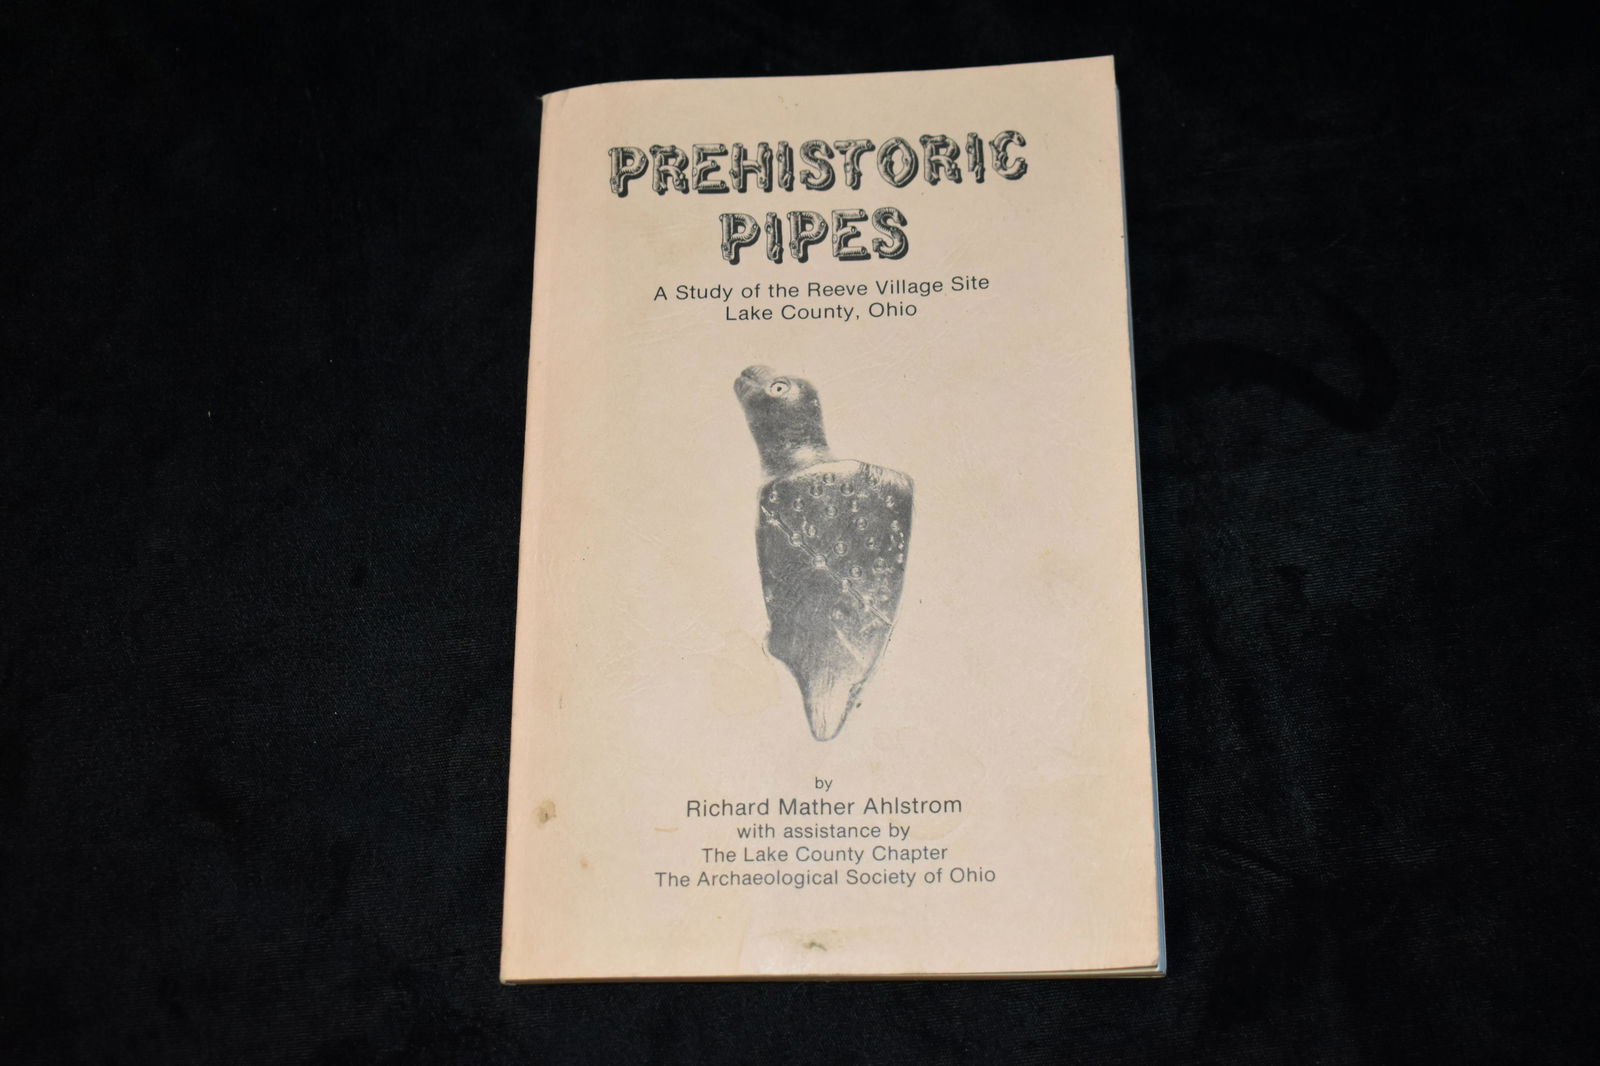 PREHISTORIC
PIPES
A Study of the Reeve Village Site
Lake County, Ohio
by
Richard Mather Ahlstrom
with assistance by
The Lake County Chapter
The Archaeological Society of Ohio